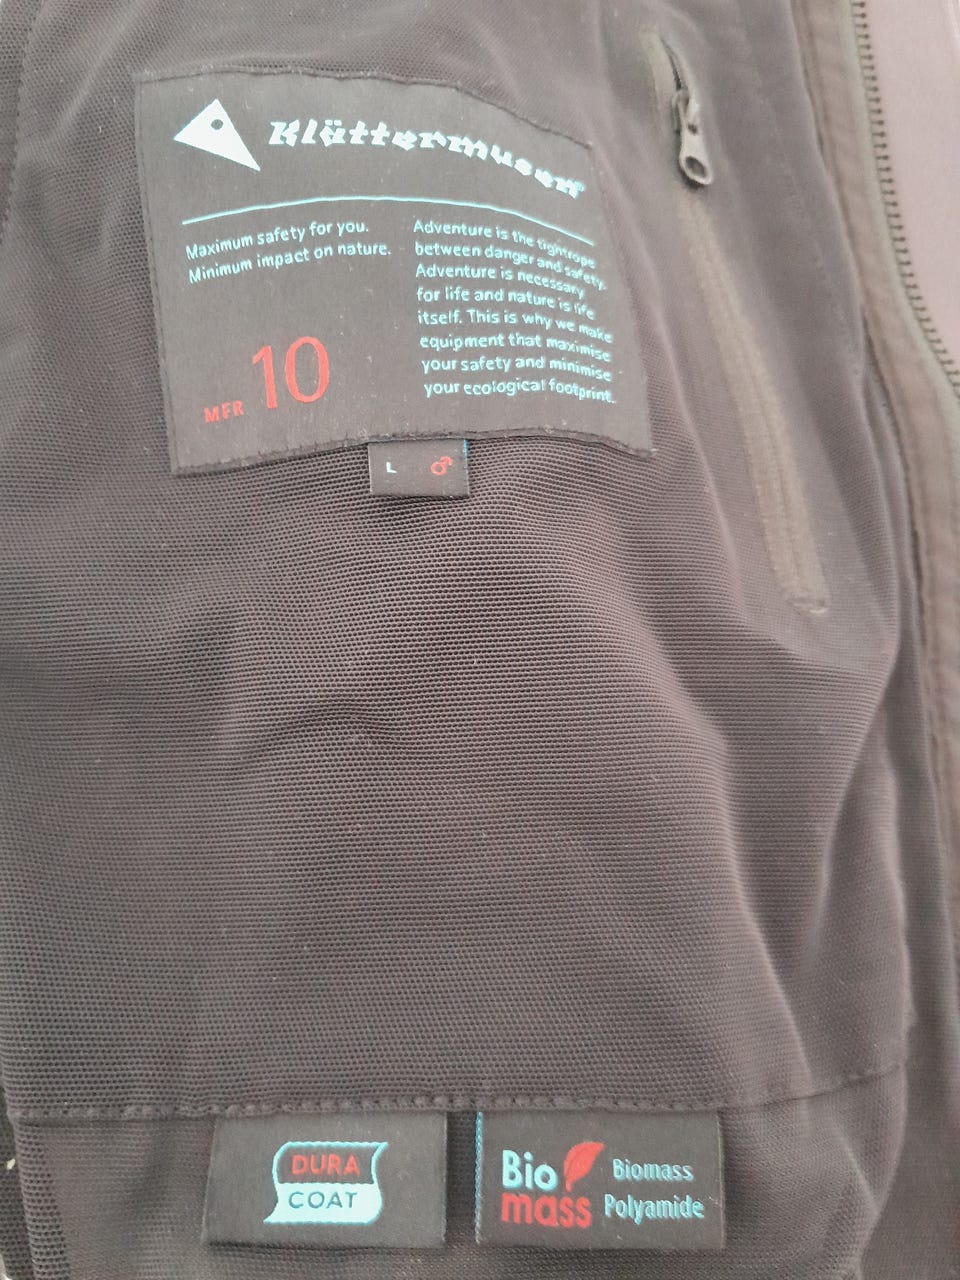 Klättermusen®
Maximum safety for you.
Minimum impact on nature.
Adventure is the tightrope
between danger and safety.
Adventure is necessary
for life and nature is life
itself. This is why we make
equipment that maximise
your safety and minimise
your ecological footprint.
MFR 10
L ♂
DURA
COAT
Bio
mass
Biomass
Polyamide